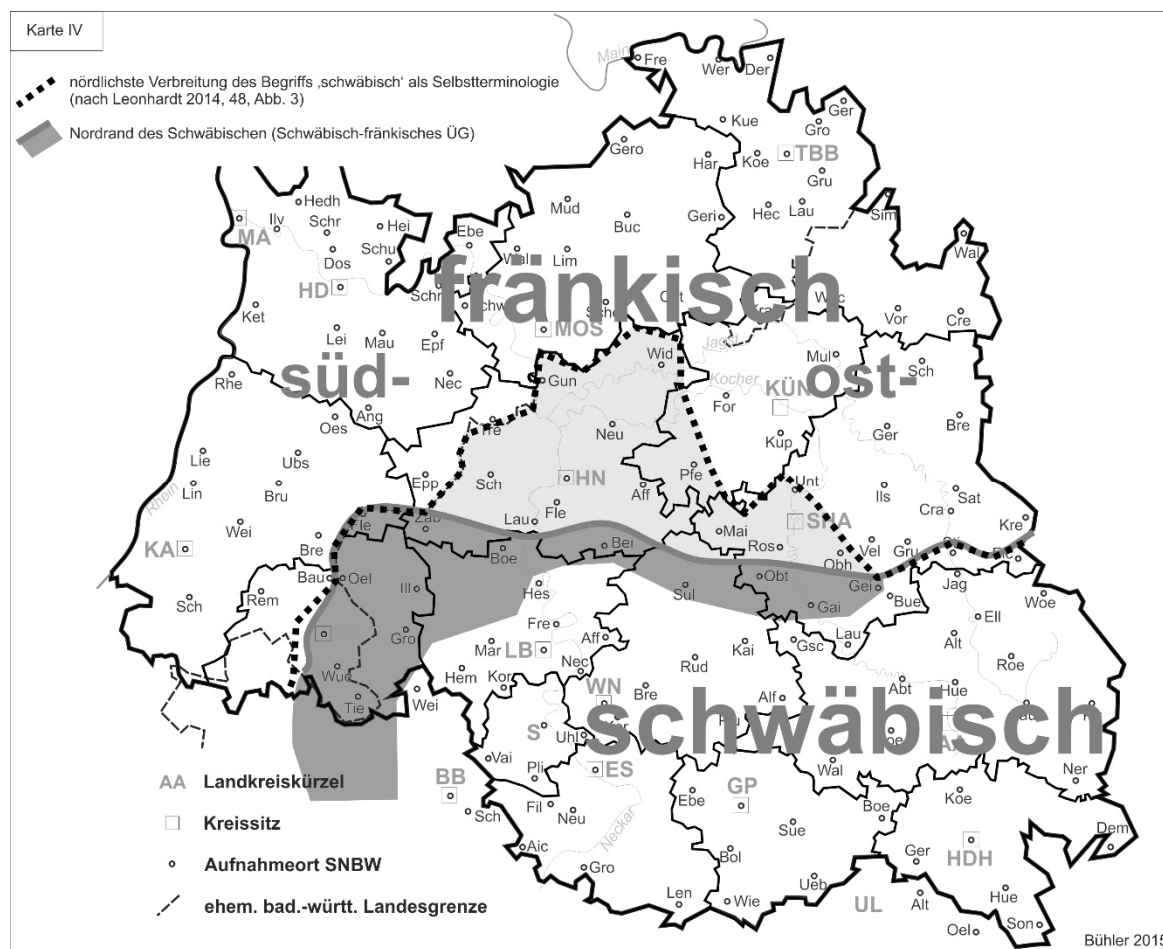 Karte IV
nördlichste Verbreitung des Begriffs ‚schwäbisch‘ als Selbstterminologie
(nach Leonhardt 2014, 48, Abb. 3)
Nordrand des Schwäbischen (Schwäbisch-fränkisches ÜG)
Main
Fre Wer Der
Ger
Kue Gro
Gero Har Koe TBB
Gru
Hedh Mud Hec Lau
MA Ilv Schr Hei Ebe Buc Geri Sim
Dos Schu Wal Lim Wal
fränkisch
HD Schr Schw
Ket MOS Vor Cre
Lei Mau Epf Jagst Mul
Rhe Nec Gun Wid Kocher KÜN Sch
süd- ost-
Oes Ang For
Neu Kup Ger Bre
Lie Ubs
Lin Bru Epp Sch HN Pfe
Rhein Aff Unt Ils Sat
Wei Fle Zab Lau Fle SHA Cra Kre
KA Bre Boe Bei Mai Ros Obh Vel Gru
Bau Oel Obt Gei Jag
Sch Rem Ill Hes Sul Gai Bue Woe
Fre Ell
Gro Mar LB Aff Kai Gsc Lau Alt
Wue Hem Kor Nec Rud Roe
Tie Wei WN Bre Alf Abt Hue
schwäbisch
S Uhl
Vai
BB Pli ES GP Wal Ner
AA Landkreiskürzel
Sch Fil Neu Ebe Boe Koe
Kreissitz
Neckar Sue Dem
Aic Bol Ger HDH
Aufnahmeort SNBW
Gro Ueb
Len Wie UL Alt Hue
ehem. bad.-württ. Landesgrenze
Oel Son
Bühler 2015